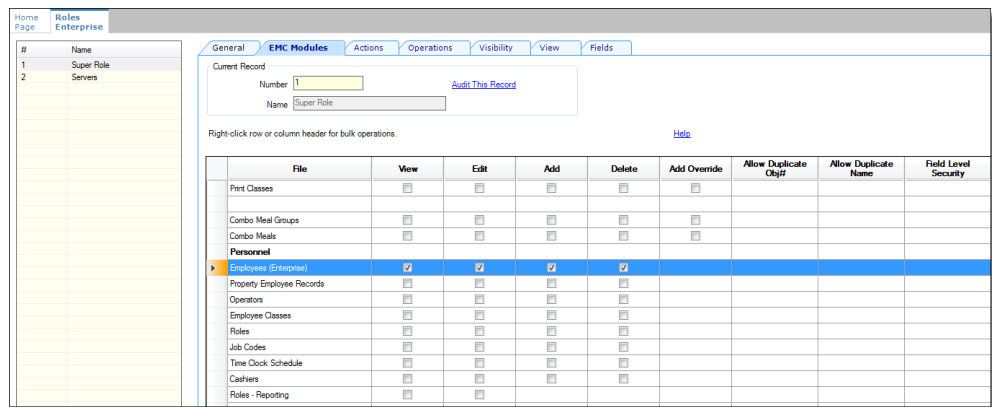 Home Page
Roles Enterprise
# Name
1 Super Role
2 Servers
General EMC Modules Actions Operations Visibility View Fields
Current Record
Number 1 Audit This Record
Name Super Role
Right-click row or column header for bulk operations. Help
File View Edit Add Delete Add Override Allow Duplicate Obj# Allow Duplicate Name Field Level Security
Print Classes
Combo Meal Groups
Combo Meals
Personnel
Employees (Enterprise)
Property Employee Records
Operators
Employee Classes
Roles
Job Codes
Time Clock Schedule
Cashiers
Roles - Reporting